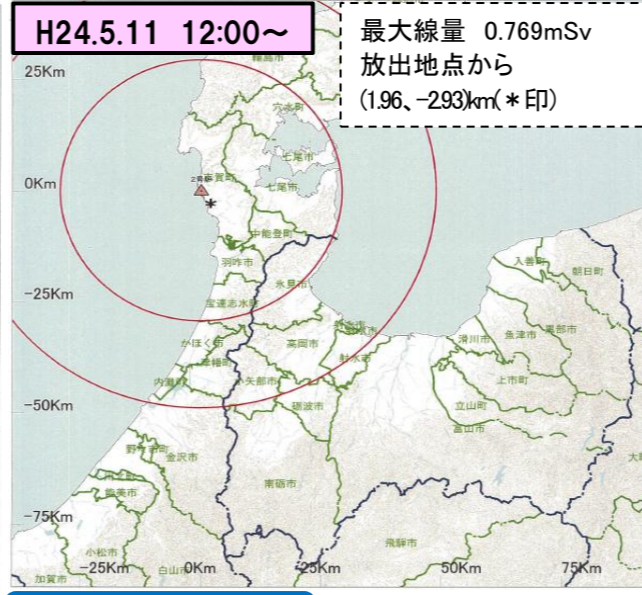 H24.5.11 12:00～
最大線量 0.769mSv
放出地点から
(1.96、-2.93)km(＊印)
25Km
穴水町
七尾市
0Km
志賀町
七尾市
中能登町
羽咋市
氷見市
-25Km
宝達志水町
かほく市
高岡市
射水市
津幡町
内灘町
小矢部市
砺波市
入善町
朝日町
黒部市
魚津市
滑川市
上市町
立山町
富山市
-50Km
野々市町
金沢市
能美市
南砺市
-75Km
小松市
飛騨市
加賀市
-25Km
白山市
0Km
25Km
50Km
75Km